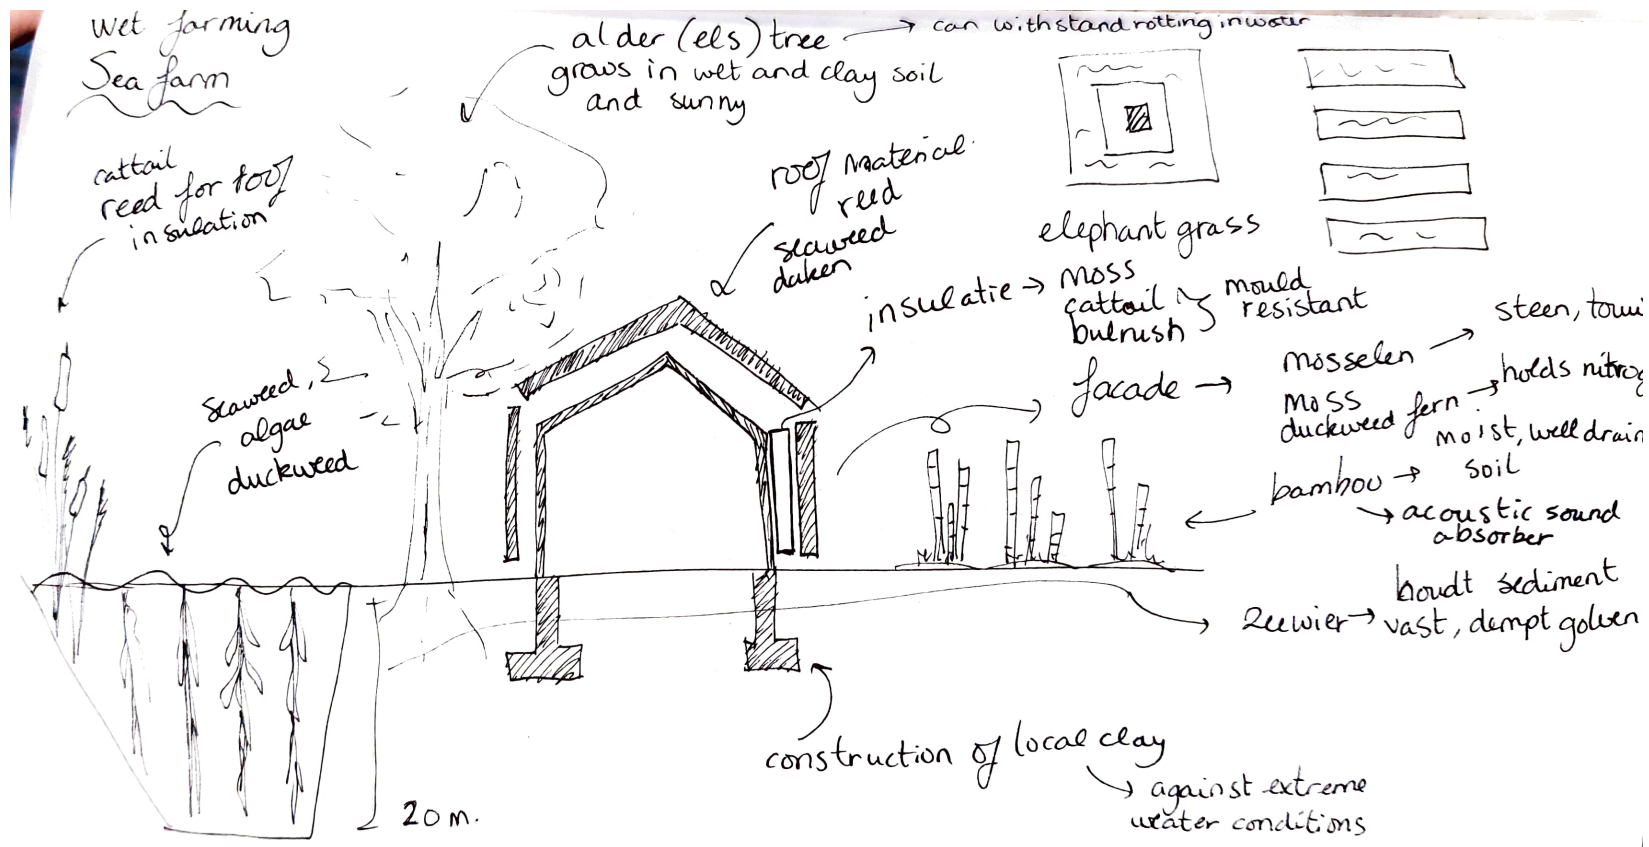 wet farming
Sea farm
alder (els) tree → can withstand rotting in water
grows in wet and clay soil
and sunny
cattail
reed for roof
insulation
roof material
reed
seaweed
daken
elephant grass
insulatie → moss
cattail
bulrush
mould
resistant
seaweed,
algae
duckweed
facade →
mosselen
steen,
moss
duckweed fern → holds
moist, well drain
soil
bambou →
→ acoustic sound
absorber
zeewier → houdt sediment
vast, dempt golven
construction of local clay
→ against extreme
water conditions
20 m.